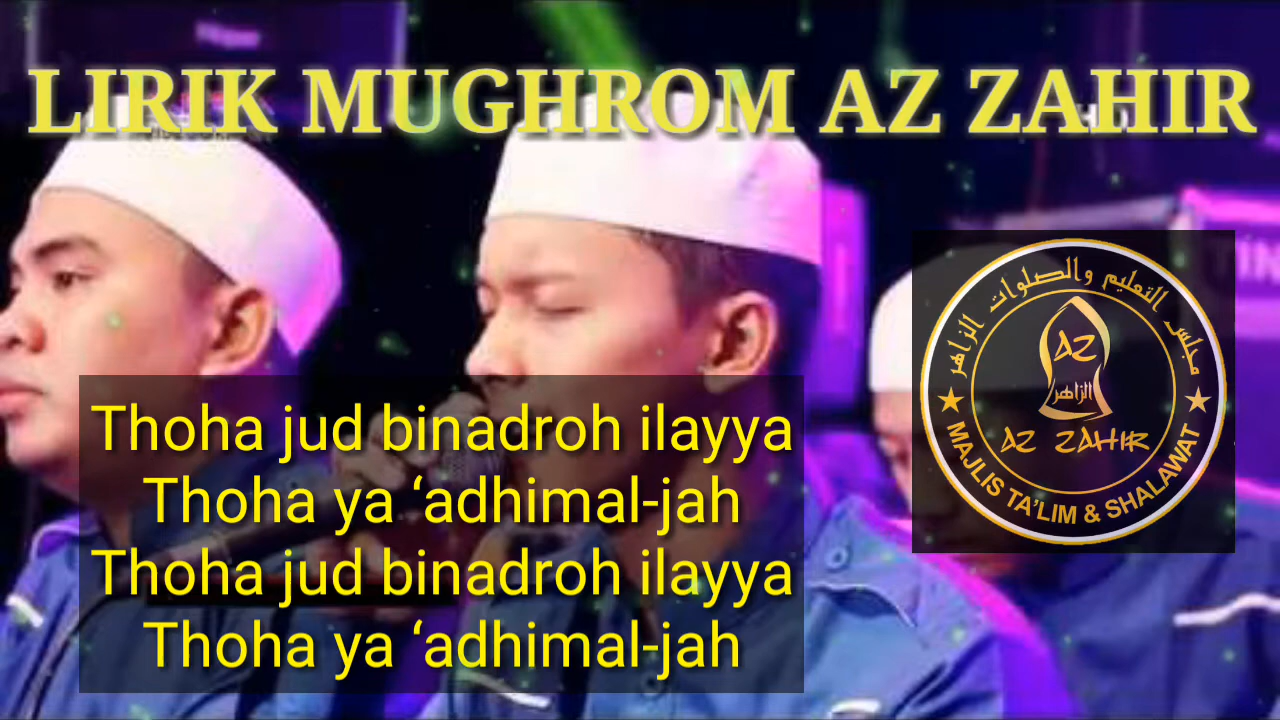 LIRIK MUGHROM AZ ZAHIR
Thoha jud binadroh ilayya
Thoha ya ‘adhimal-jah
Thoha jud binadroh ilayya
Thoha ya ‘adhimal-jah
مجلس التعليم والصلوات الزاهر
AZ
الزاهر
AZ ZAHIR
MAJLIS TA'LIM & SHALAWAT